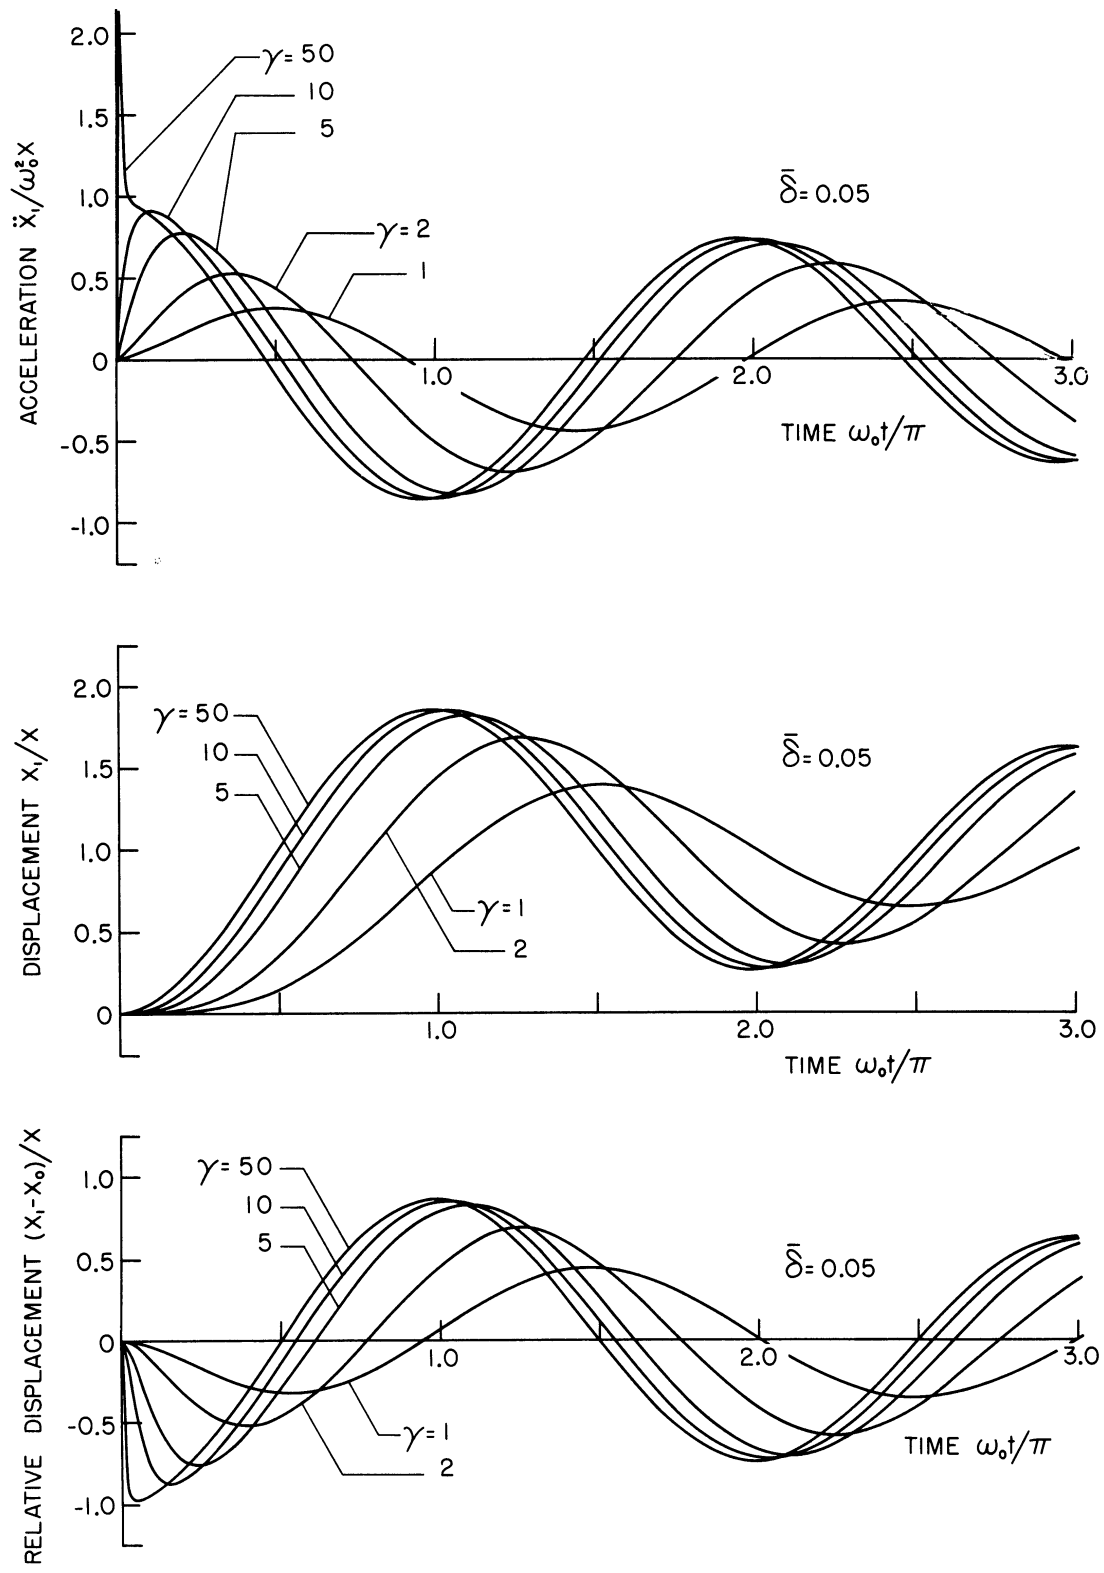 ACCELERATION ẍ₁/ω₀²X
2.0
1.5
1.0
0.5
0
-0.5
-1.0
γ= 50
10
5
γ= 2
1
δ̄= 0.05
1.0
2.0
3.0
TIME ω₀t/π
DISPLACEMENT X₁/X
2.0
1.5
1.0
0.5
0
γ= 50
10
5
γ= 1
2
δ̄= 0.05
1.0
2.0
3.0
TIME ω₀t/π
RELATIVE DISPLACEMENT (X₁-X₀)/X
1.0
0.5
0
-0.5
-1.0
γ= 50
10
5
γ= 1
2
δ̄= 0.05
1.0
2.0
3.0
TIME ω₀t/π